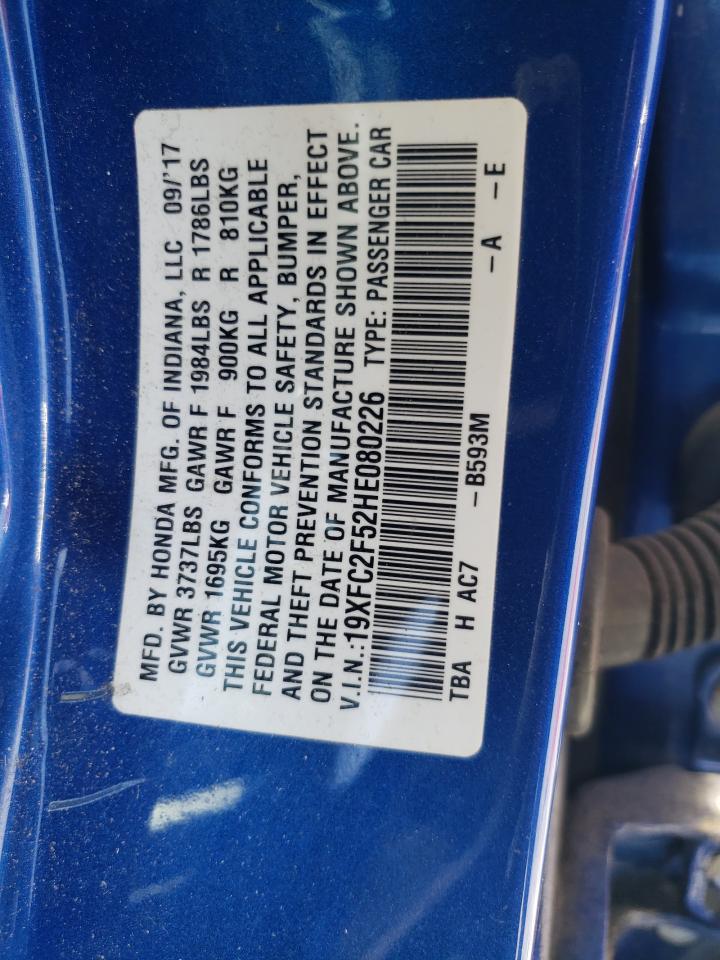 MFD. BY HONDA MFG. OF INDIANA, LLC 09/'17
GVWR 3737LBS GAWR F 1984LBS R 1786LBS
GVWR 1695KG GAWR F 900KG R 810KG
THIS VEHICLE CONFORMS TO ALL APPLICABLE
FEDERAL MOTOR VEHICLE SAFETY, BUMPER,
AND THEFT PREVENTION STANDARDS IN EFFECT
ON THE DATE OF MANUFACTURE SHOWN ABOVE.
V.I.N.:19XFC2F52HE080226 TYPE: PASSENGER CAR
TBA H AC7 -B593M -A -E